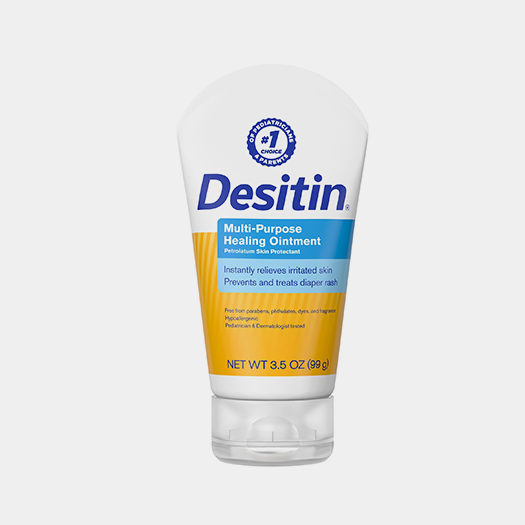 OF PEDIATRICIANS
#1
CHOICE
& PARENTS
Desitin®
Multi-Purpose
Healing Ointment
Petrolatum Skin Protectant
Instantly relieves irritated skin
Prevents and treats diaper rash
Free from parabens, phthalates, dyes, and fragrance
Hypoallergenic
Pediatrician & Dermatologist tested
NET WT 3.5 OZ (99 g)